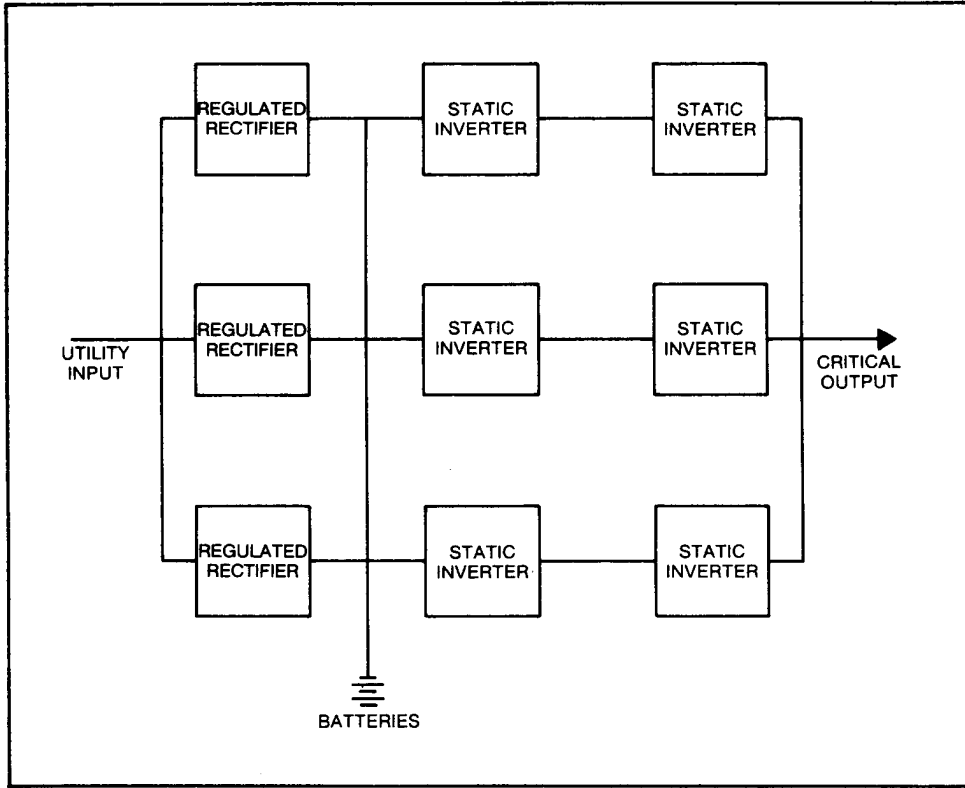 REGULATED
RECTIFIER
STATIC
INVERTER
STATIC
INVERTER
UTILITY
INPUT
REGULATED
RECTIFIER
STATIC
INVERTER
STATIC
INVERTER
CRITICAL
OUTPUT
REGULATED
RECTIFIER
STATIC
INVERTER
STATIC
INVERTER
BATTERIES